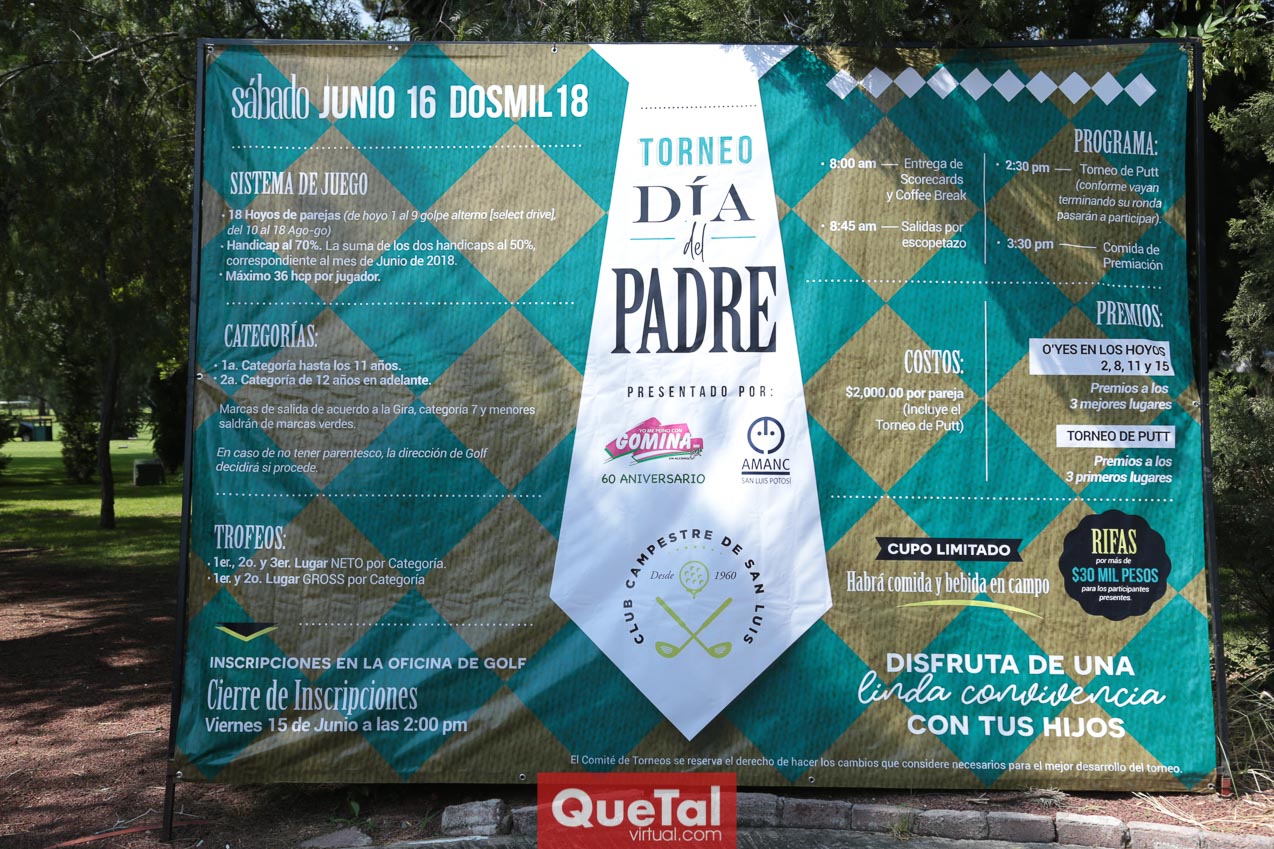 sábado JUNIO 16 DOSMIL18
SISTEMA DE JUEGO
• 18 Hoyos de parejas (de hoyo 1 al 9 golpe alterno [select drive],
del 10 al 18 Ago-go)
• Handicap al 70%. La suma de los dos handicaps al 50%,
correspondiente al mes de Junio de 2018.
• Máximo 36 hcp por jugador.
CATEGORÍAS:
• 1a. Categoría hasta los 11 años.
• 2a. Categoría de 12 años en adelante.
Marcas de salida de acuerdo a la Gira, categoría 7 y menores
saldrán de marcas verdes.
En caso de no tener parentesco, la dirección de Golf
decidirá si procede.
TROFEOS:
• 1er., 2o. y 3er. Lugar NETO por Categoría.
• 1er. y 2o. Lugar GROSS por Categoría
INSCRIPCIONES EN LA OFICINA DE GOLF
Cierre de Inscripciones
Viernes 15 de Junio a las 2:00 pm
TORNEO
DÍA
del
PADRE
PRESENTADO POR:
YO ME PEINO CON
GOMINA
60 ANIVERSARIO
AMANC
SAN LUIS POTOSÍ
CLUB CAMPESTRE DE SAN LUIS
Desde 1960
PROGRAMA:
• 8:00 am — Entrega de
Scorecards
y Coffee Break
• 8:45 am — Salidas por
escopetazo
• 2:30 pm — Torneo de Putt
(conforme vayan
terminando su ronda
pasarán a participar).
• 3:30 pm — Comida de
Premiación
COSTOS:
$2,000.00 por pareja
(Incluye el
Torneo de Putt)
PREMIOS:
O'YES EN LOS HOYOS
2, 8, 11 y 15
Premios a los
3 mejores lugares
TORNEO DE PUTT
Premios a los
3 primeros lugares
CUPO LIMITADO
Habrá comida y bebida en campo
RIFAS
por más de
$30 MIL PESOS
para los participantes
presentes.
DISFRUTA DE UNA
linda convivencia
CON TUS HIJOS
El Comité de Torneos se reserva el derecho de hacer los cambios que considere necesarios para el mejor desarrollo del torneo.
QueTal
virtual.com